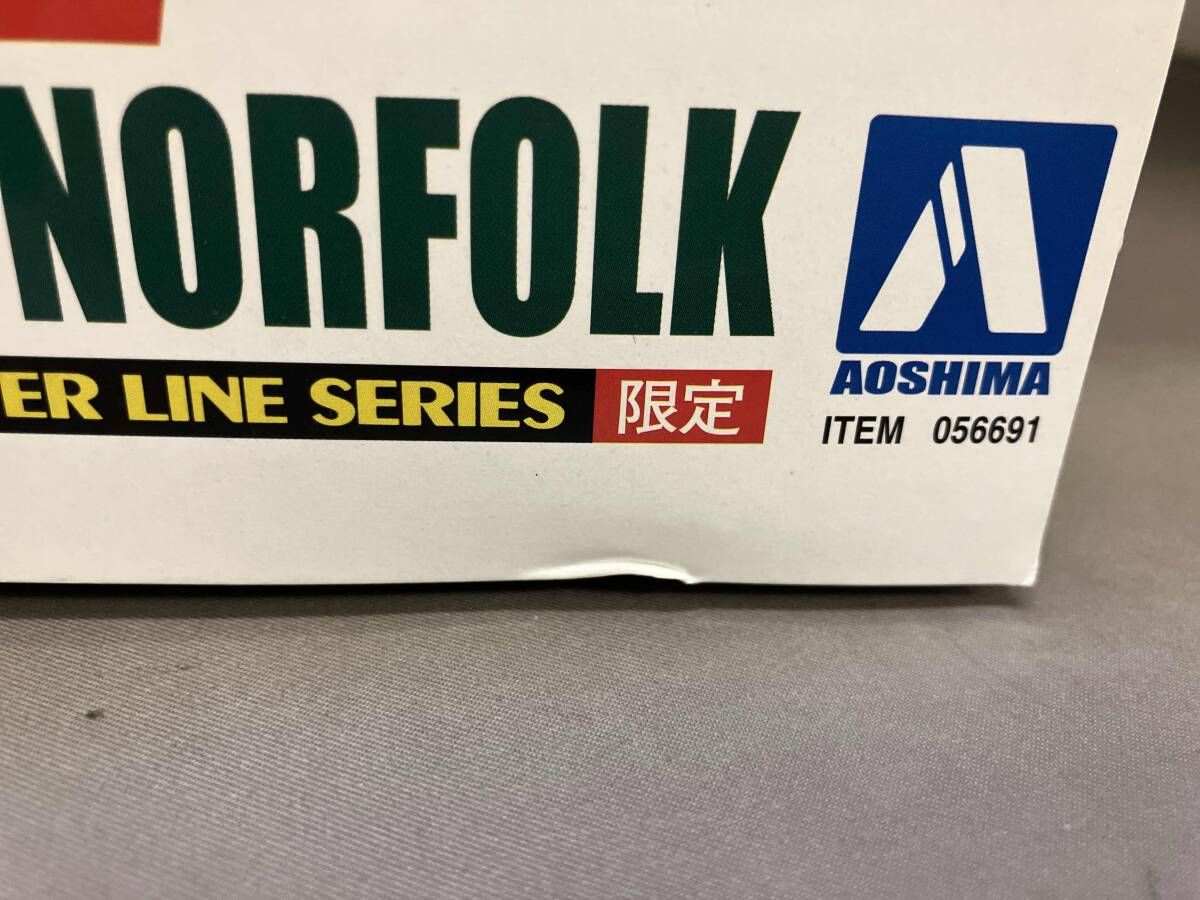 NORFOLK
ER LINE SERIES 限定
AOSHIMA
ITEM 056691